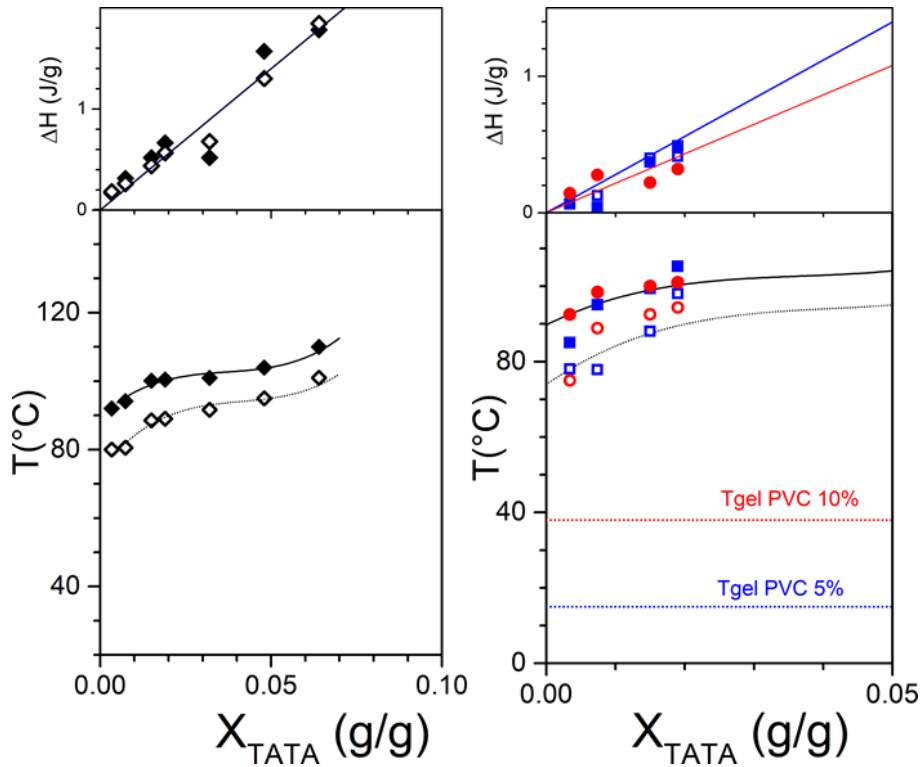 ΔH (J/g)
1
0
T(°C)
120
80
40
0.00
0.05
0.10
X_TATA (g/g)
ΔH (J/g)
1
0
T(°C)
80
40
0
Tgel PVC 10%
Tgel PVC 5%
0.00
0.05
X_TATA (g/g)